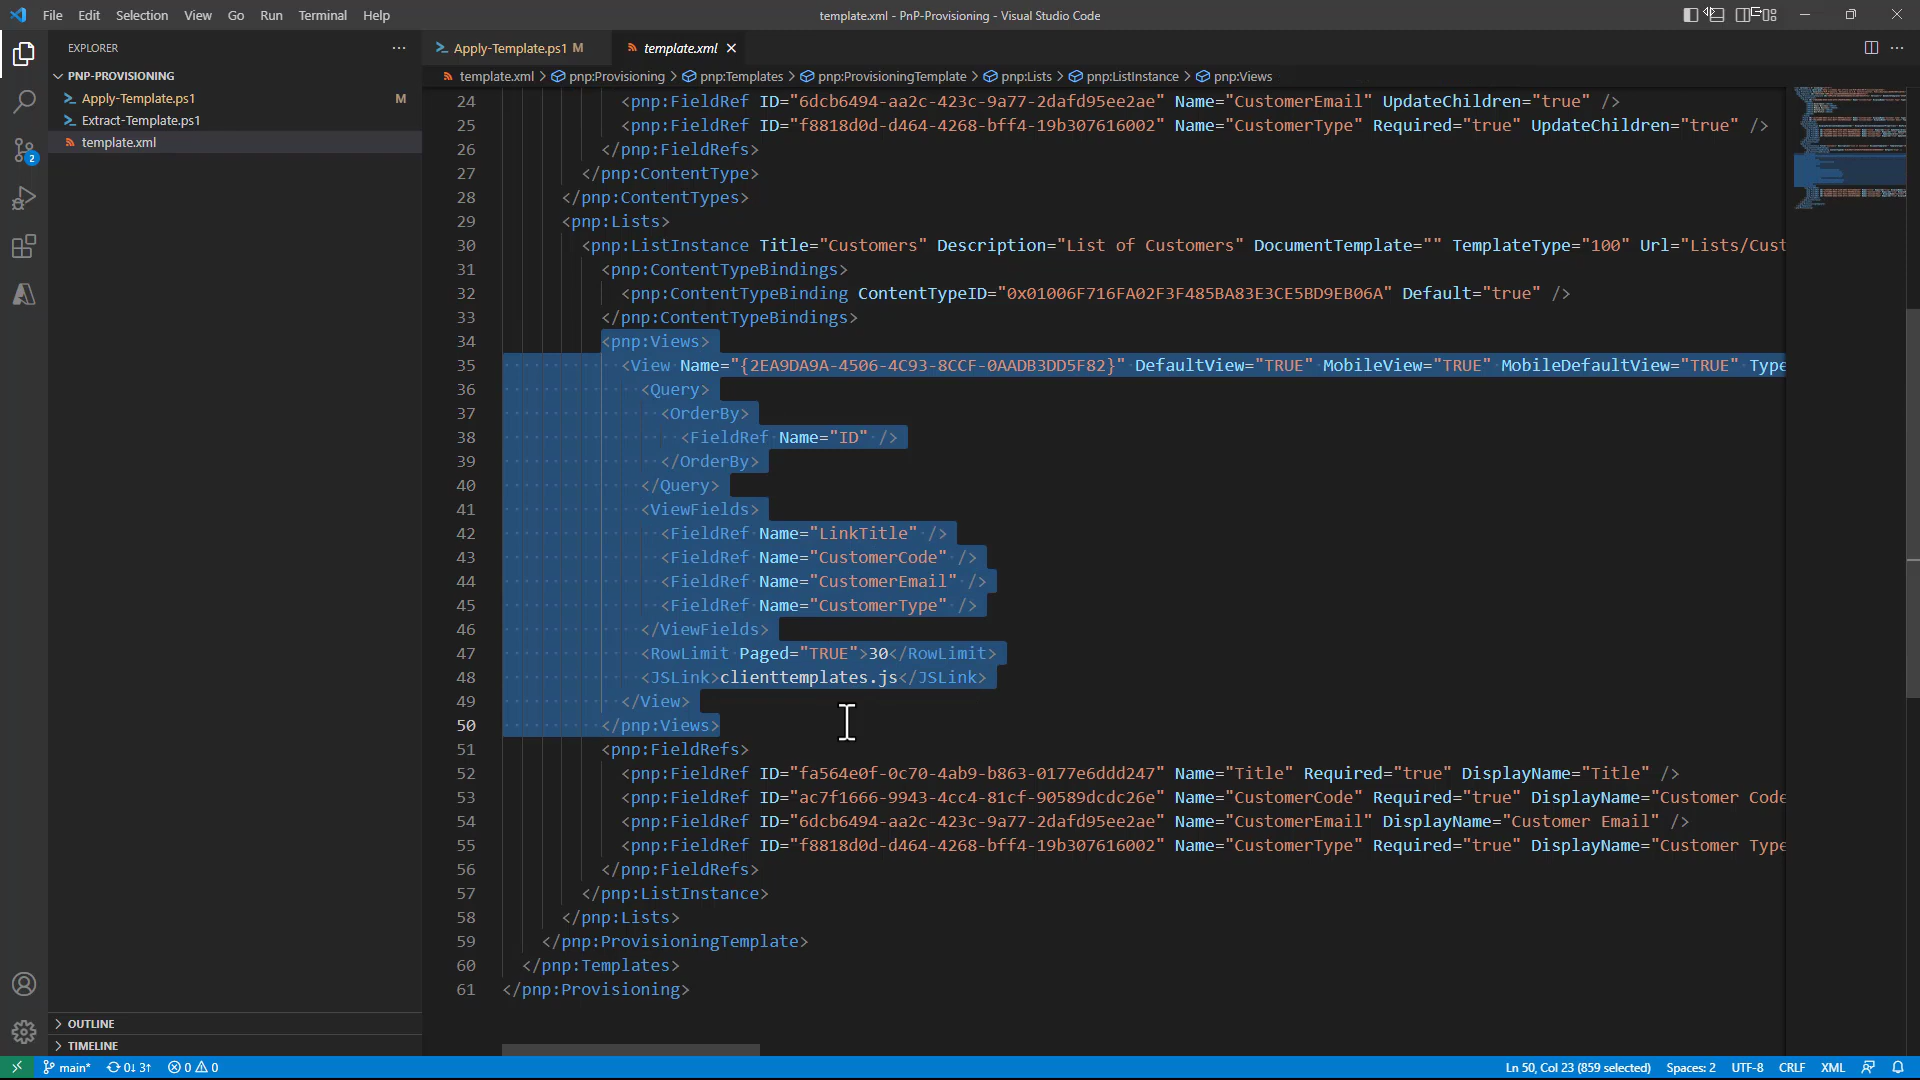 File Edit Selection View Go Run Terminal Help
template.xml - PnP-Provisioning - Visual Studio Code
EXPLORER
PNP-PROVISIONING
Apply-Template.ps1 M
Extract-Template.ps1
template.xml
OUTLINE
TIMELINE
Apply-Template.ps1 M template.xml
template.xml > pnp:Provisioning > pnp:Templates > pnp:ProvisioningTemplate > pnp:Lists > pnp:ListInstance > pnp:Views
24 <pnp:FieldRef ID="6dcb6494-aa2c-423c-9a77-2dafd95ee2ae" Name="CustomerEmail" UpdateChildren="true" />
25 <pnp:FieldRef ID="f8818d0d-d464-4268-bff4-19b307616002" Name="CustomerType" Required="true" UpdateChildren="true" />
26 </pnp:FieldRefs>
27 </pnp:ContentType>
28 </pnp:ContentTypes>
29 <pnp:Lists>
30 <pnp:ListInstance Title="Customers" Description="List of Customers" DocumentTemplate="" TemplateType="100" Url="Lists/Cust
31 <pnp:ContentTypeBindings>
32 <pnp:ContentTypeBinding ContentTypeID="0x01006F716FA02F3F485BA83E3CE5BD9EB06A" Default="true" />
33 </pnp:ContentTypeBindings>
34 <pnp:Views>
35 <View Name="{2EA9DA9A-4506-4C93-8CCF-0AADB3DD5F82}" DefaultView="TRUE" MobileView="TRUE" MobileDefaultView="TRUE" Type
36 <Query>
37 <OrderBy>
38 <FieldRef Name="ID" />
39 </OrderBy>
40 </Query>
41 <ViewFields>
42 <FieldRef Name="LinkTitle" />
43 <FieldRef Name="CustomerCode" />
44 <FieldRef Name="CustomerEmail" />
45 <FieldRef Name="CustomerType" />
46 </ViewFields>
47 <RowLimit Paged="TRUE">30</RowLimit>
48 <JSLink>clienttemplates.js</JSLink>
49 </View>
50 </pnp:Views>
51 <pnp:FieldRefs>
52 <pnp:FieldRef ID="fa564e0f-0c70-4ab9-b863-0177e6ddd247" Name="Title" Required="true" DisplayName="Title" />
53 <pnp:FieldRef ID="ac7f1666-9943-4cc4-81cf-90589dcdc26e" Name="CustomerCode" Required="true" DisplayName="Customer Code
54 <pnp:FieldRef ID="6dcb6494-aa2c-423c-9a77-2dafd95ee2ae" Name="CustomerEmail" DisplayName="Customer Email" />
55 <pnp:FieldRef ID="f8818d0d-d464-4268-bff4-19b307616002" Name="CustomerType" Required="true" DisplayName="Customer Type
56 </pnp:FieldRefs>
57 </pnp:ListInstance>
58 </pnp:Lists>
59 </pnp:ProvisioningTemplate>
60 </pnp:Templates>
61 </pnp:Provisioning>
2
main* 0↓ 3↑ 0 0 Ln 50, Col 23 (859 selected) Spaces: 2 UTF-8 CRLF XML